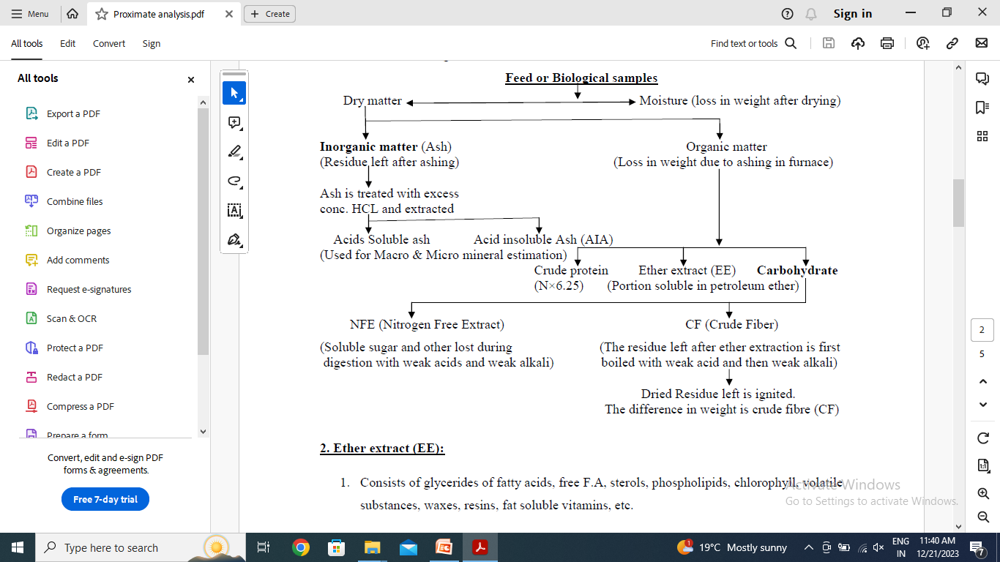 Menu
Proximate analysis.pdf
Create
Sign in
All tools
Edit
Convert
Sign
Find text or tools
All tools
Export a PDF
Edit a PDF
Create a PDF
Combine files
Organize pages
Add comments
Request e-signatures
Scan & OCR
Protect a PDF
Redact a PDF
Compress a PDF
Prepare a form
Convert, edit and e-sign PDF
forms & agreements.
Free 7-day trial
Feed or Biological samples
Dry matter Moisture (loss in weight after drying)
Inorganic matter (Ash) Organic matter
(Residue left after ashing) (Loss in weight due to ashing in furnace)
Ash is treated with excess
conc. HCL and extracted
Acids Soluble ash Acid insoluble Ash (AIA)
(Used for Macro & Micro mineral estimation)
Crude protein Ether extract (EE) Carbohydrate
(N×6.25) (Portion soluble in petroleum ether)
NFE (Nitrogen Free Extract) CF (Crude Fiber)
(Soluble sugar and other lost during (The residue left after ether extraction is first
digestion with weak acids and weak alkali) boiled with weak acid and then weak alkali)
Dried Residue left is ignited.
The difference in weight is crude fibre (CF)
2. Ether extract (EE):
1. Consists of glycerides of fatty acids, free F.A, sterols, phospholipids, chlorophyll, volatile
substances, waxes, resins, fat soluble vitamins, etc.
Activate Windows
Go to Settings to activate Windows.
2
5
1:1
Type here to search
1
19°C Mostly sunny
ENG
IN
11:40 AM
12/21/2023
7